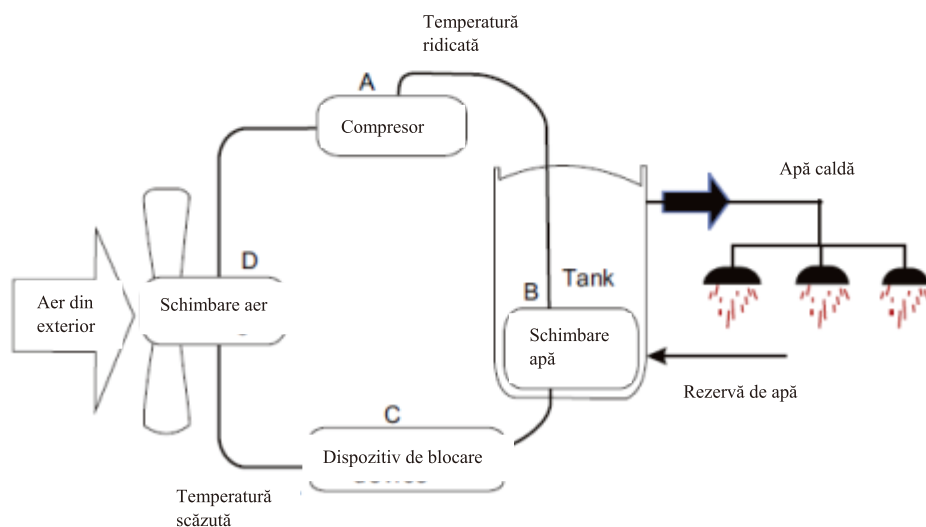 Temperatură
ridicată
A
Compresor
Apă caldă
D
Tank
Aer din
exterior
Schimbare aer
B
Schimbare
apă
Rezervă de apă
C
Dispozitiv de blocare
Temperatură
scăzută